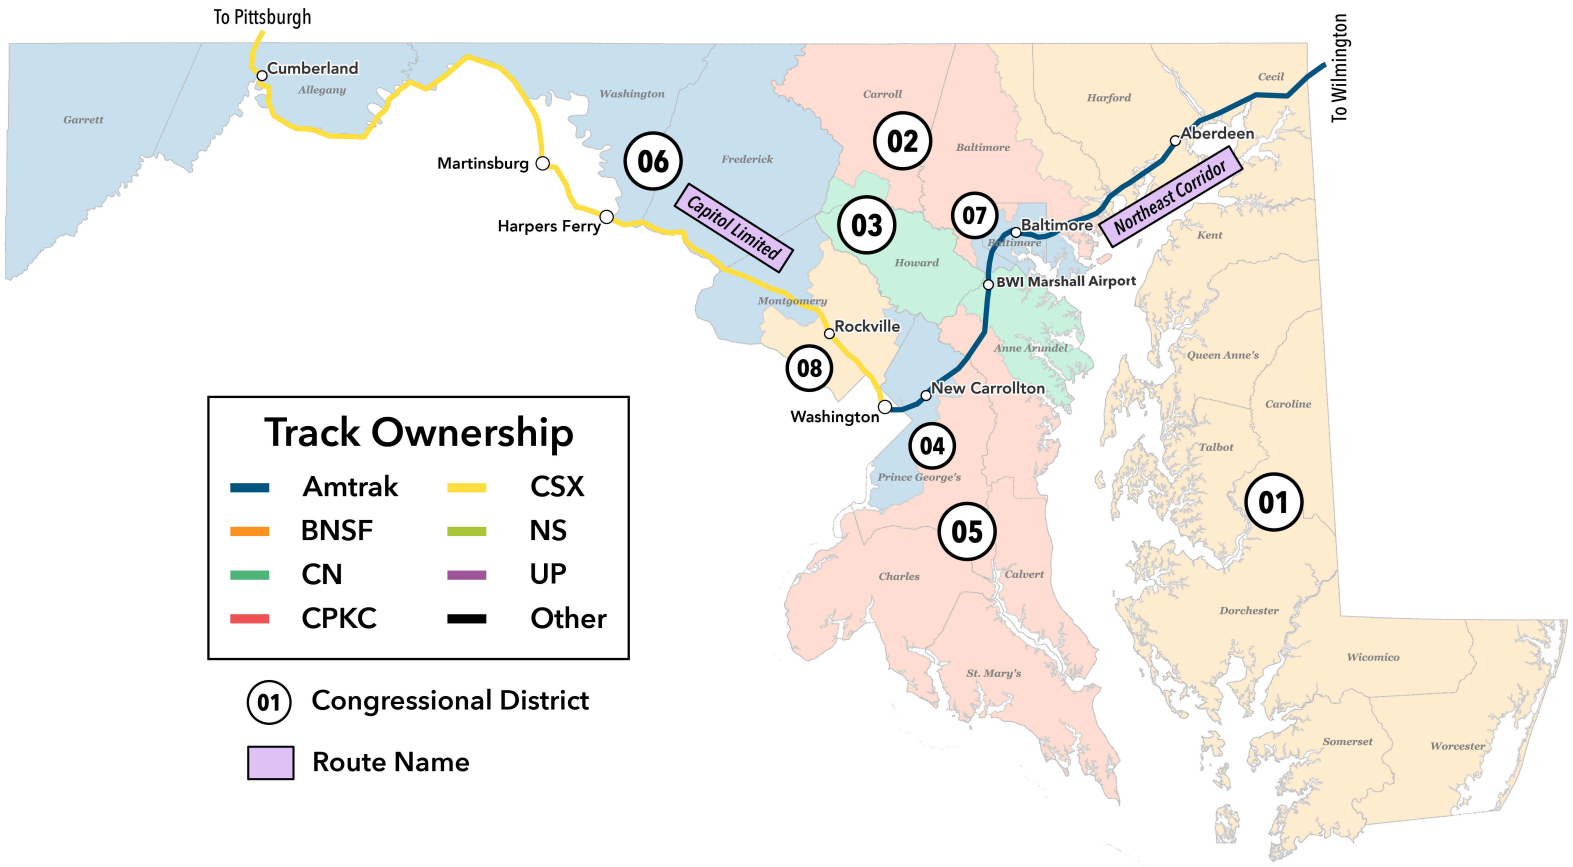 To Pittsburgh
To Wilmington
Cumberland
Allegany
Garrett
Washington
Frederick
Carroll
Baltimore
Harford
Cecil
Aberdeen
Northeast Corridor
02
06
Martinsburg
Harpers Ferry
Capitol Limited
03
07
Baltimore
Baltimore
Howard
Kent
BWI Marshall Airport
Montgomery
Rockville
08
Anne Arundel
Queen Anne's
New Carrollton
Washington
Caroline
04
Talbot
Prince George's
01
05
Charles
Calvert
Dorchester
Wicomico
St. Mary's
Somerset
Worcester
Track Ownership
Amtrak
CSX
BNSF
NS
CN
UP
CPKC
Other
01
Congressional District
Route Name